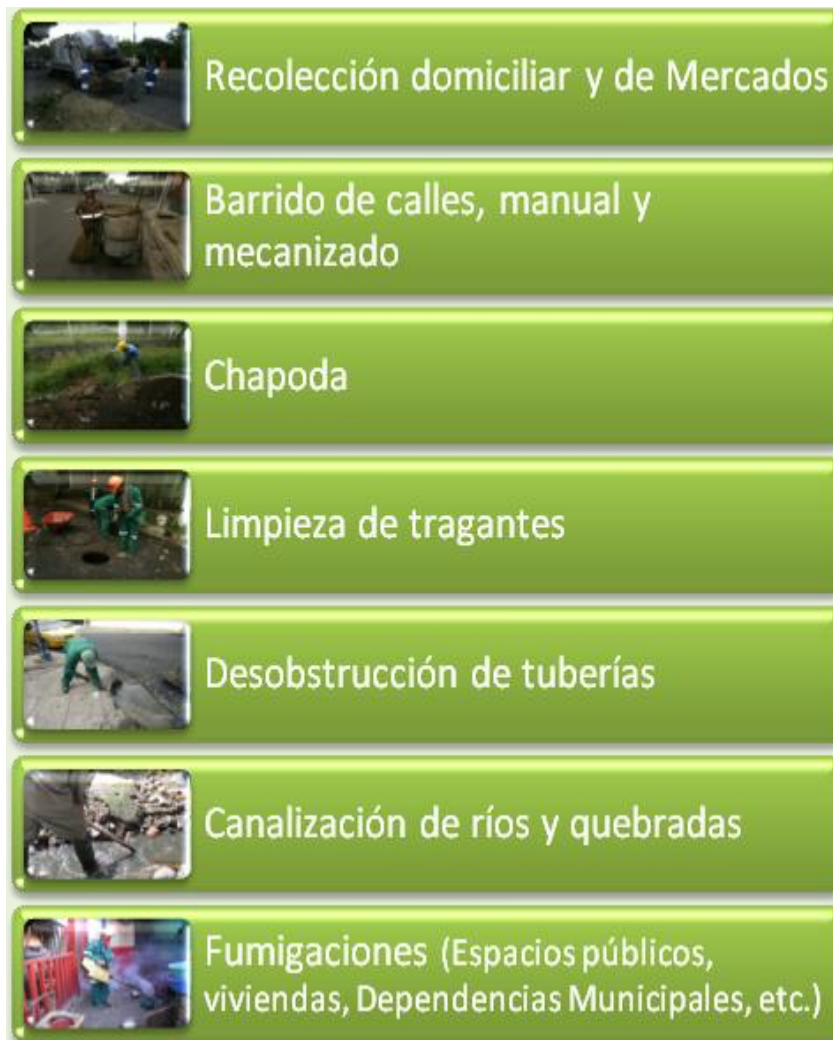 Recolección domiciliar y de Mercados
Barrido de calles, manual y
mecanizado
Chapoda
Limpieza de tragantes
Desobstrucción de tuberías
Canalización de ríos y quebradas
Fumigaciones (Espacios públicos,
viviendas, Dependencias Municipales, etc.)